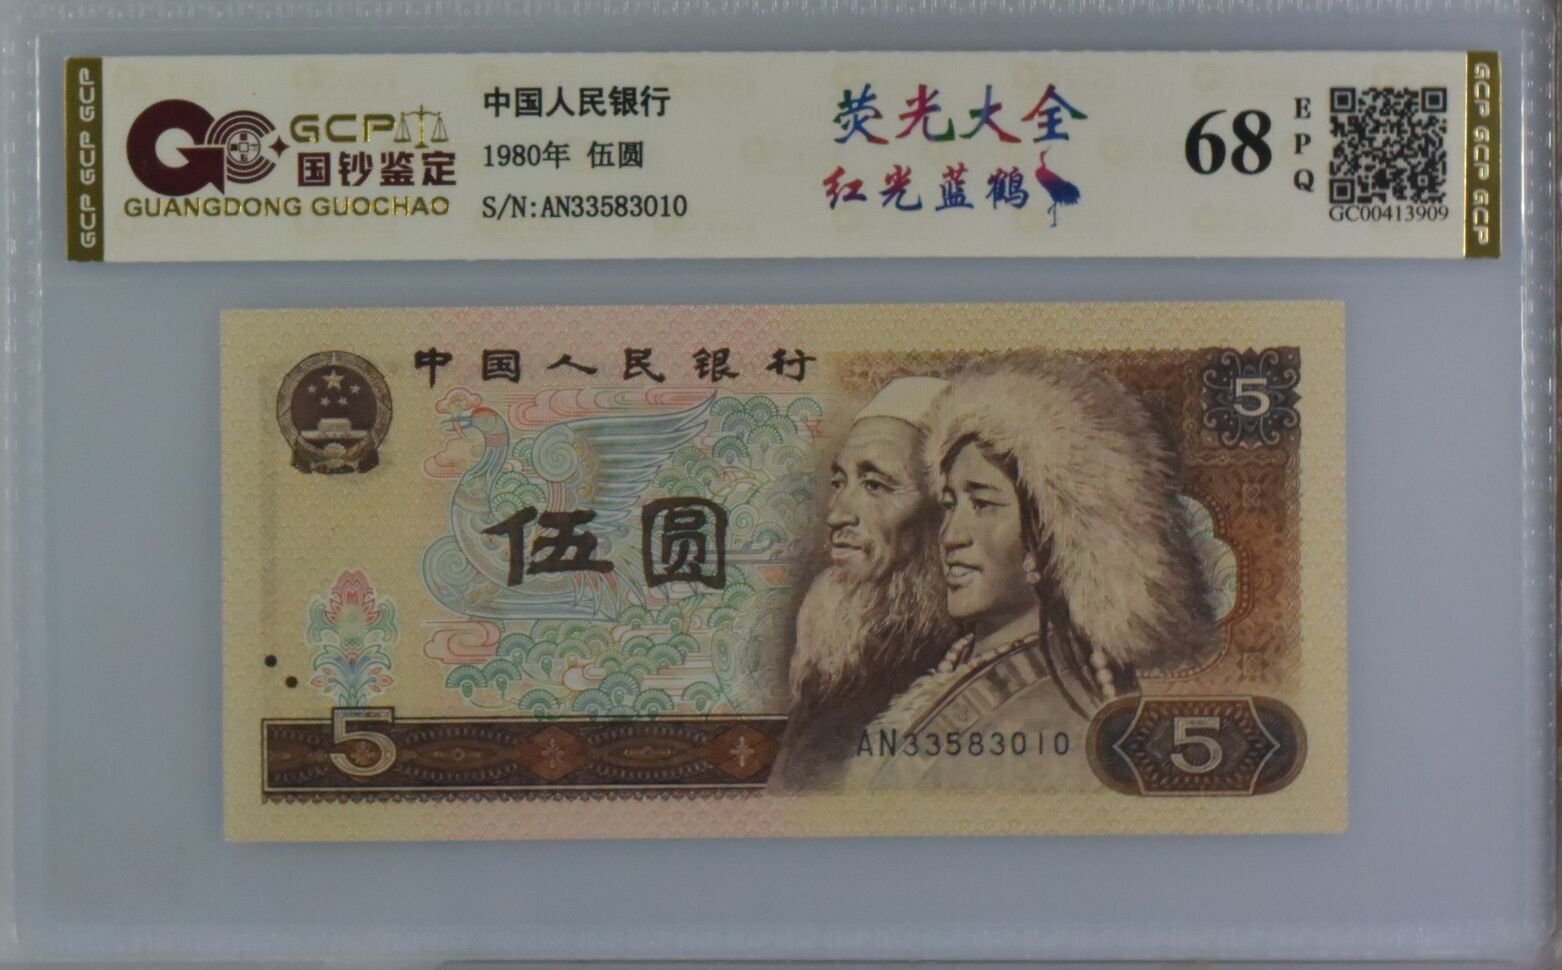 GCP GCP GCP
GCP
国钞鉴定
GUANGDONG GUOCHAO
中国人民银行
1980年 伍圆
S/N:AN33583010
荧光大全
红光蓝鹤
68
EPQ
GC00413909
GCP GCP GCP
中国人民银行
5
伍圆
5
AN33583010
5